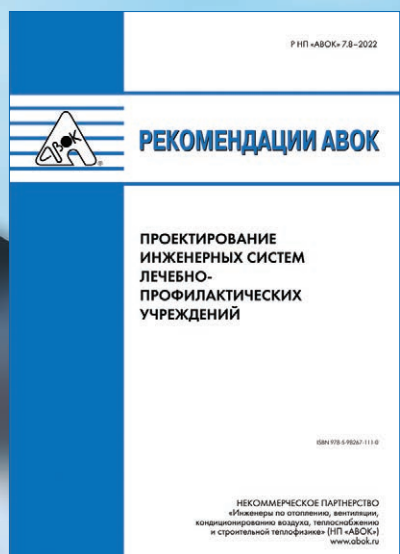 Р НП «АВОК» 7.8–2022
АВОК
®
РЕКОМЕНДАЦИИ АВОК
ПРОЕКТИРОВАНИЕ
ИНЖЕНЕРНЫХ СИСТЕМ
ЛЕЧЕБНО-
ПРОФИЛАКТИЧЕСКИХ
УЧРЕЖДЕНИЙ
ISBN 978-5-98267-111-0
НЕКОММЕРЧЕСКОЕ ПАРТНЕРСТВО
«Инженеры по отоплению, вентиляции,
кондиционированию воздуха, теплоснабжению
и строительной теплофизике» (НП «АВОК»)
www.abok.ru